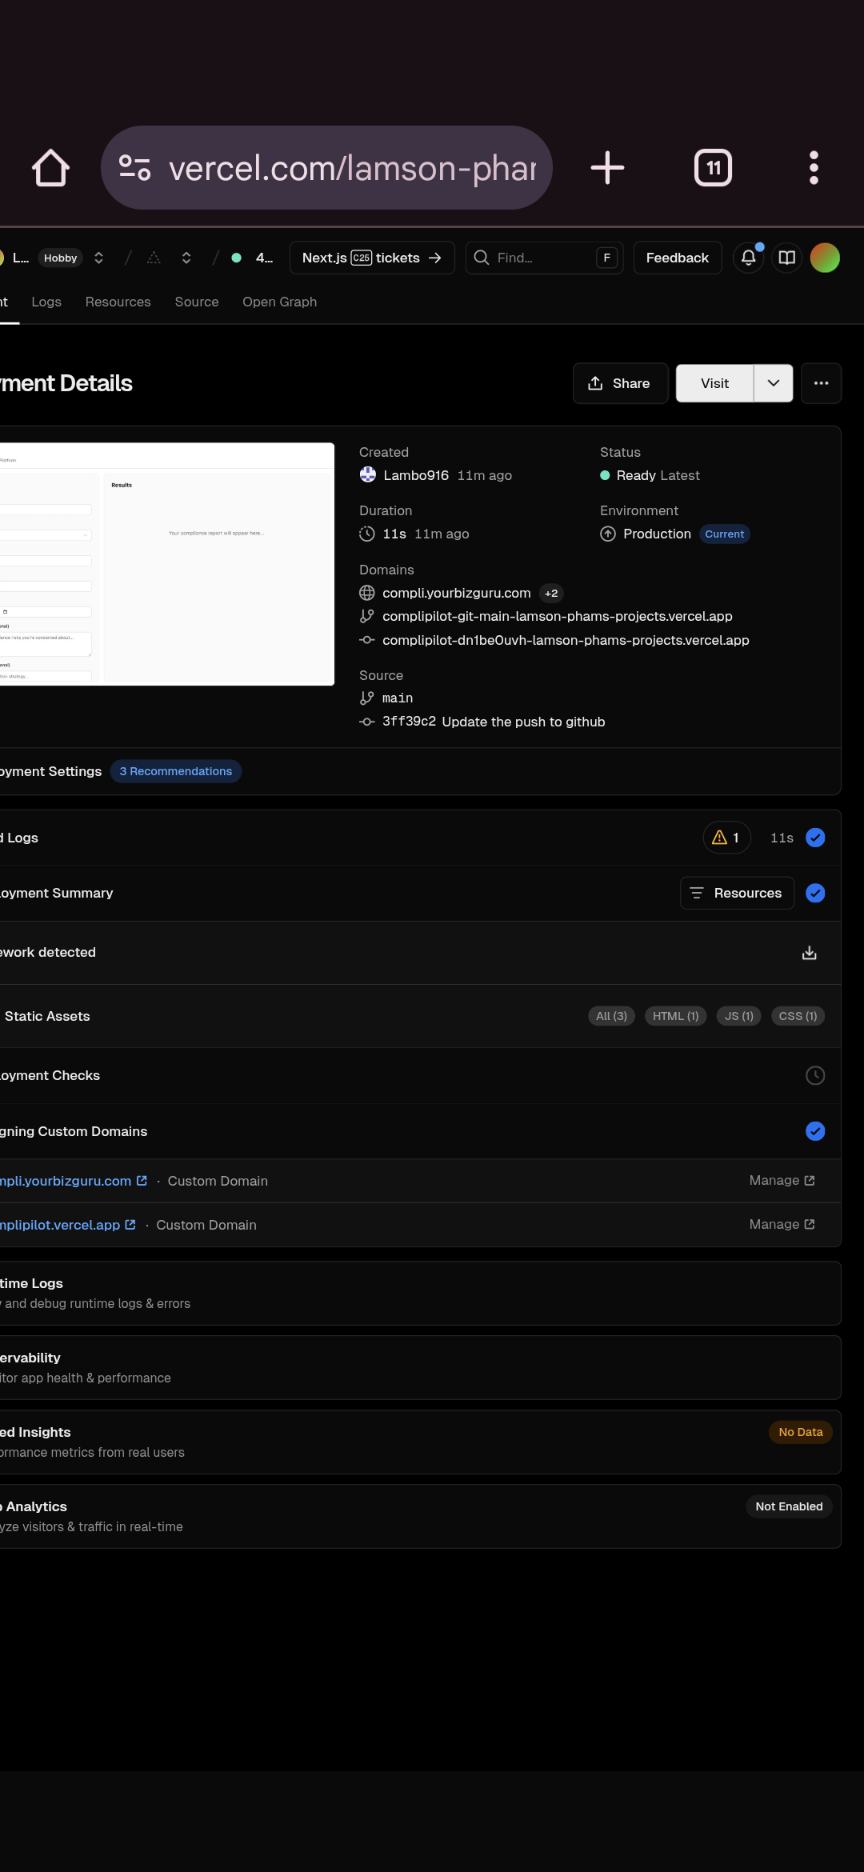 vercel.com/lamson-phar
11
L...
Hobby
4...
Next.js C25 tickets →
Find...
F
Feedback
nt
Logs
Resources
Source
Open Graph
yment Details
Share
Visit
Results
Your compliance report will appear here...
Created
Lambo916 11m ago
Status
Ready Latest
Duration
11s 11m ago
Environment
Production Current
Domains
compli.yourbizguru.com +2
complipilot-git-main-lamson-phams-projects.vercel.app
complipilot-dn1be0uvh-lamson-phams-projects.vercel.app
Source
main
3ff39c2 Update the push to github
oyment Settings 3 Recommendations
d Logs
1
11s
loyment Summary
Resources
ework detected
Static Assets
All (3)
HTML (1)
JS (1)
CSS (1)
loyment Checks
gning Custom Domains
mpli.yourbizguru.com · Custom Domain
Manage
mplipilot.vercel.app · Custom Domain
Manage
time Logs
v and debug runtime logs & errors
ervability
itor app health & performance
ed Insights
No Data
ormance metrics from real users
o Analytics
Not Enabled
yze visitors & traffic in real-time